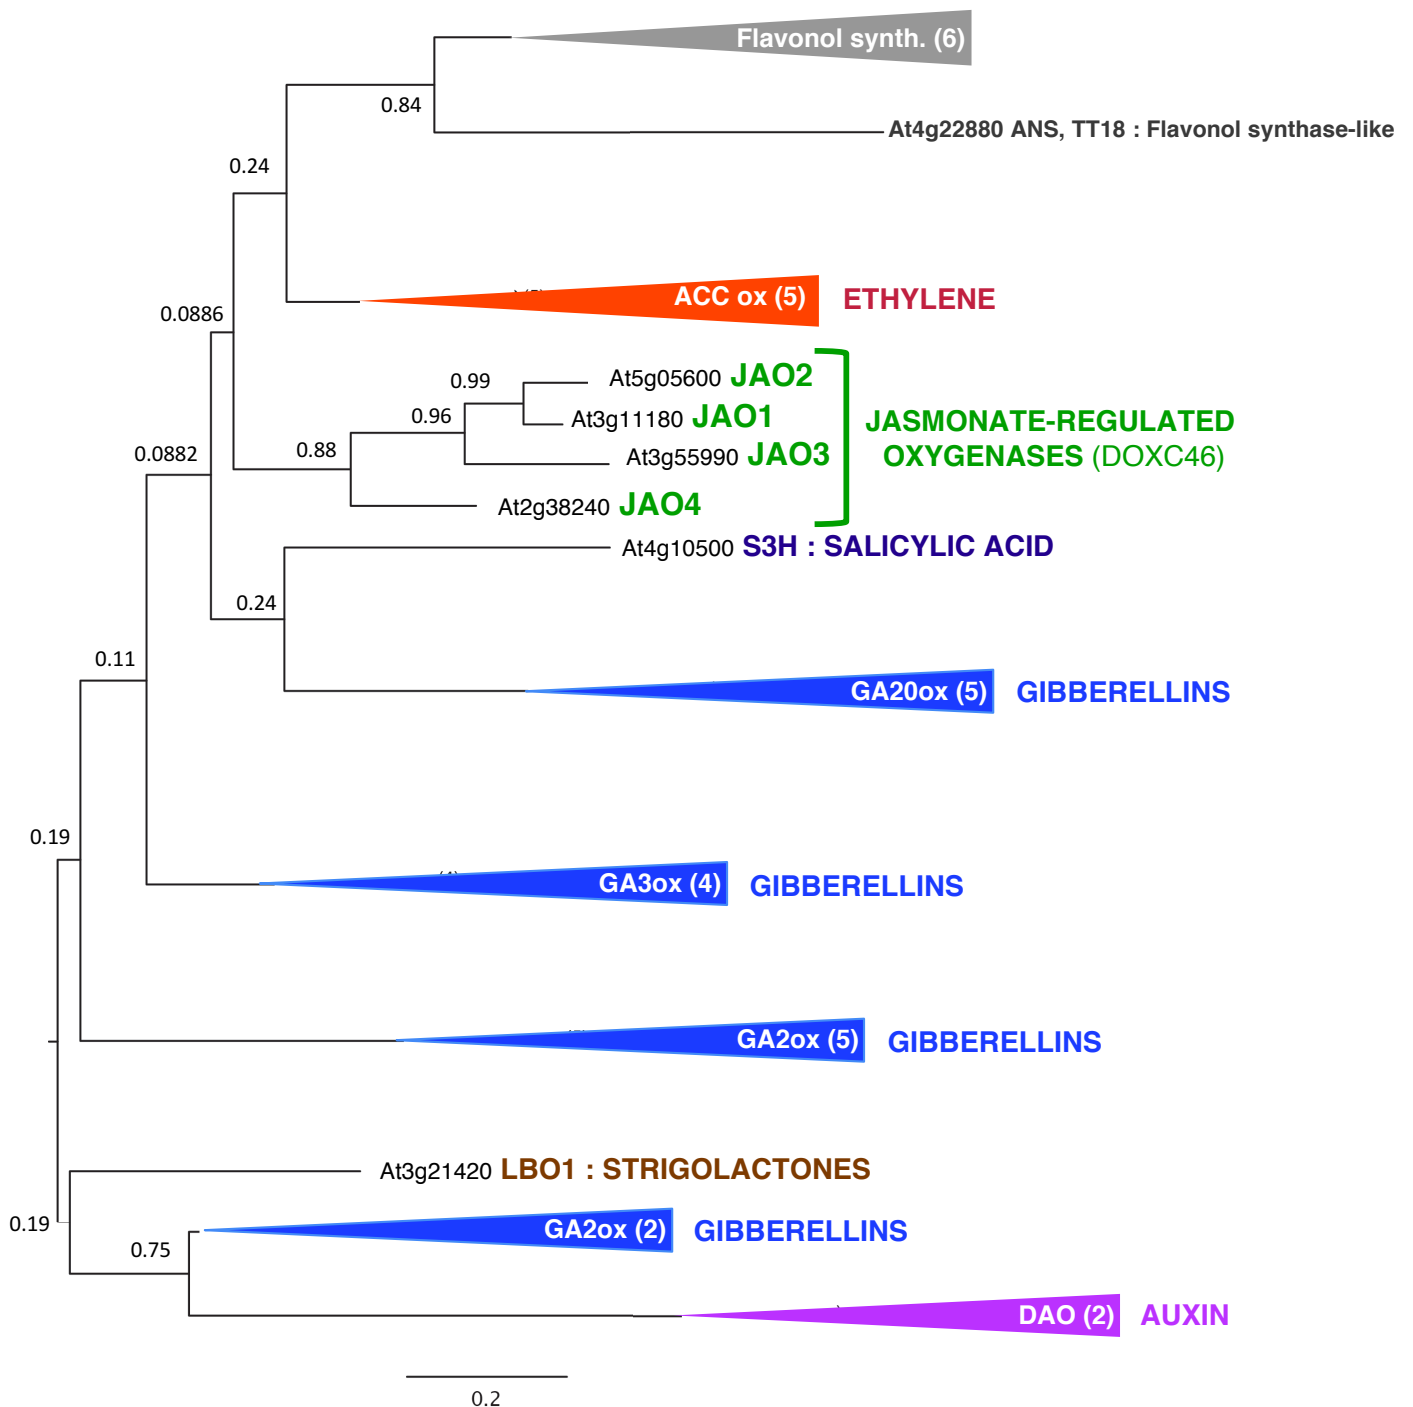 Flavonol synth. (6)
0.84
At4g22880 ANS, TT18 : Flavonol synthase-like
0.24
ACC ox (5) ETHYLENE
0.0886
At5g05600 JAO2
0.99
At3g11180 JAO1
0.96
JASMONATE-REGULATED
OXYGENASES (DOXC46)
0.88
At3g55990 JAO3
0.0882
At2g38240 JAO4
At4g10500 S3H : SALICYLIC ACID
0.24
0.11
GA20ox (5) GIBBERELLINS
0.19
GA3ox (4) GIBBERELLINS
GA2ox (5) GIBBERELLINS
At3g21420 LBO1 : STRIGOLACTONES
0.19
GA2ox (2) GIBBERELLINS
0.75
DAO (2) AUXIN
0.2